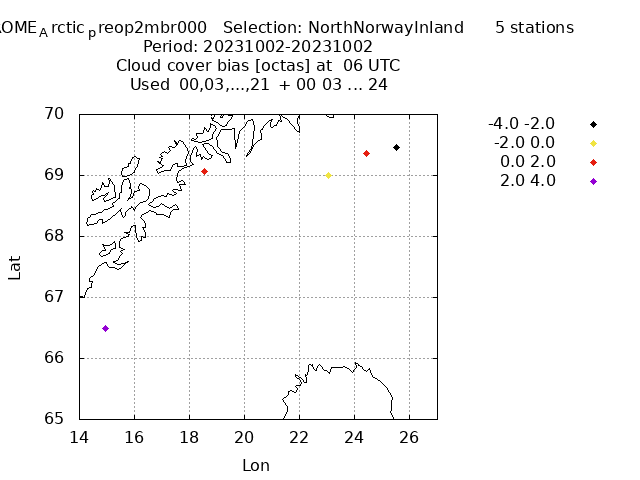 ROME_Arctic_preop2mbr000 Selection: NorthNorwayInland 5 stations
Period: 20231002-20231002
Cloud cover bias [octas] at 06 UTC
Used 00,03,...,21 + 00 03 ... 24
-4.0 -2.0
-2.0 0.0
0.0 2.0
2.0 4.0
70
69
68
67
66
65
Lat
14 16 18 20 22 24 26
Lon